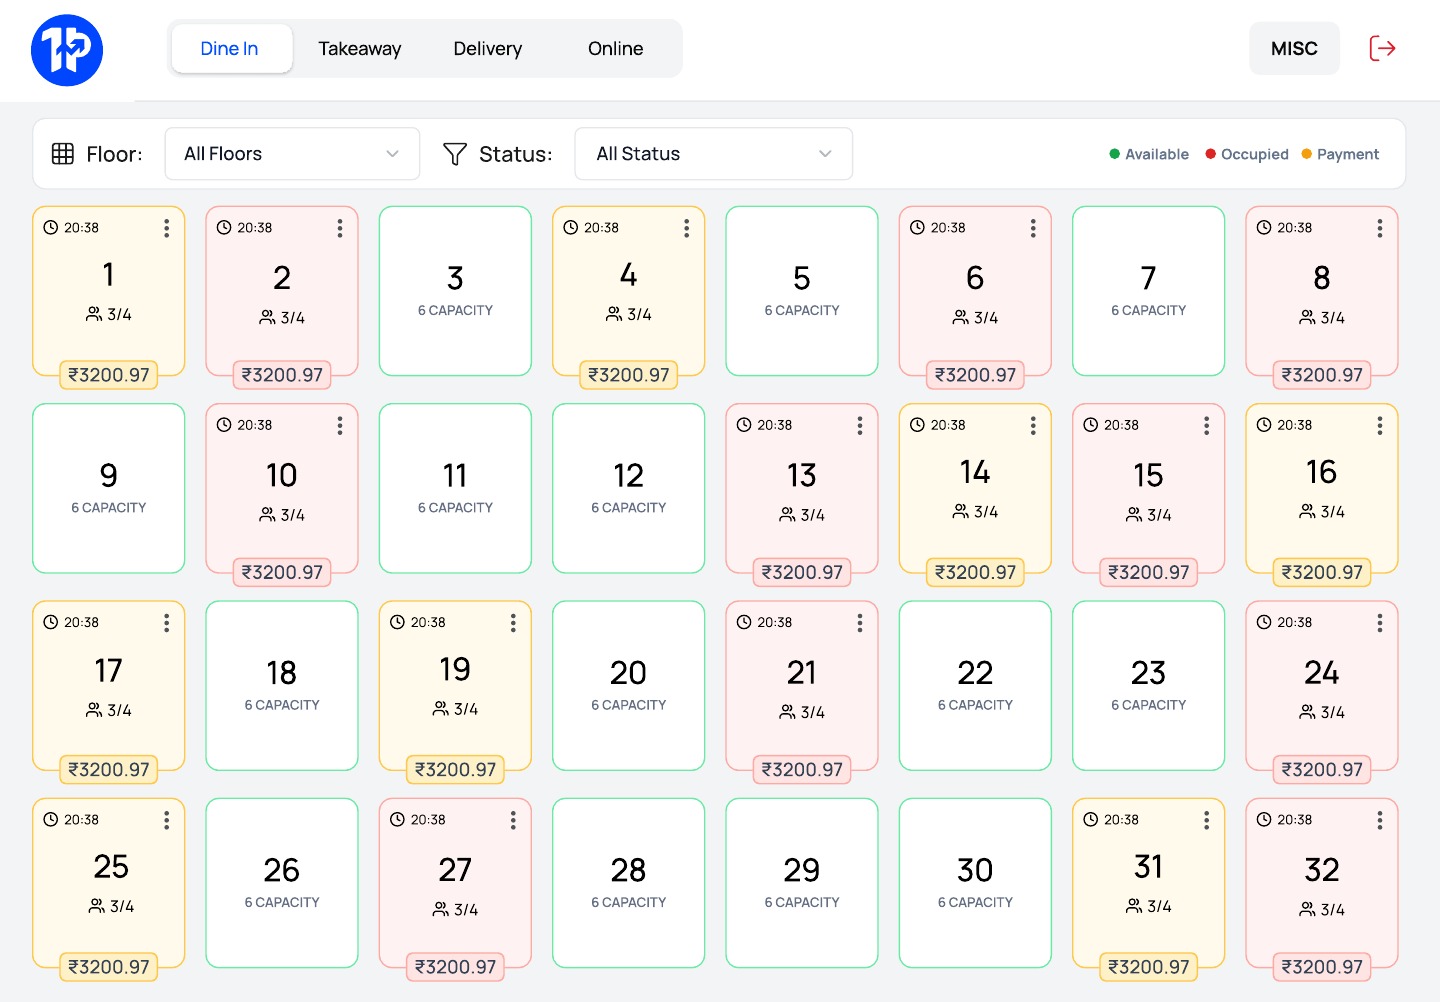 1P
Dine In Takeaway Delivery Online MISC
Floor: All Floors Status: All Status Available Occupied Payment
20:38 20:38 20:38 20:38 20:38
1 2 3 4 5 6 7 8
3/4 3/4 6 CAPACITY 3/4 6 CAPACITY 3/4 6 CAPACITY 3/4
₹3200.97 ₹3200.97 ₹3200.97 ₹3200.97 ₹3200.97
20:38 20:38 20:38 20:38 20:38
9 10 11 12 13 14 15 16
6 CAPACITY 3/4 6 CAPACITY 6 CAPACITY 3/4 3/4 3/4 3/4
₹3200.97 ₹3200.97 ₹3200.97 ₹3200.97 ₹3200.97
20:38 20:38 20:38 20:38
17 18 19 20 21 22 23 24
3/4 6 CAPACITY 3/4 6 CAPACITY 3/4 6 CAPACITY 6 CAPACITY 3/4
₹3200.97 ₹3200.97 ₹3200.97 ₹3200.97
20:38 20:38 20:38 20:38
25 26 27 28 29 30 31 32
3/4 6 CAPACITY 3/4 6 CAPACITY 6 CAPACITY 6 CAPACITY 3/4 3/4
₹3200.97 ₹3200.97 ₹3200.97 ₹3200.97